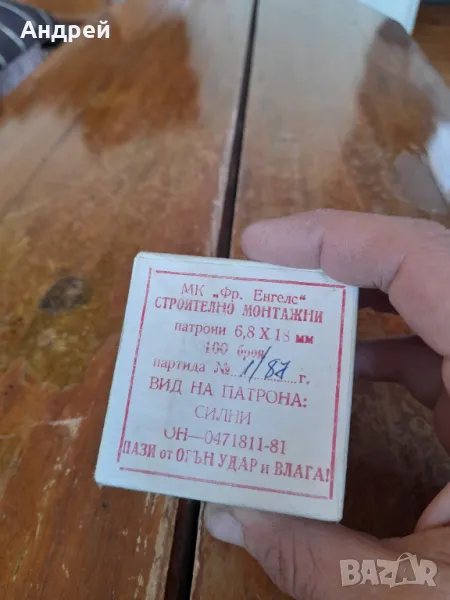 Андрей
МК „Фр. Енгелс“
СТРОИТЕЛНО МОНТАЖНИ
патрони 6,8 X 18 мм
100 броя
партида № 1/87 г.
ВИД НА ПАТРОНА:
СИЛНИ
ОН—0471811-81
ПАЗИ от ОГЪН УДАР и ВЛАГА!
BAZAR